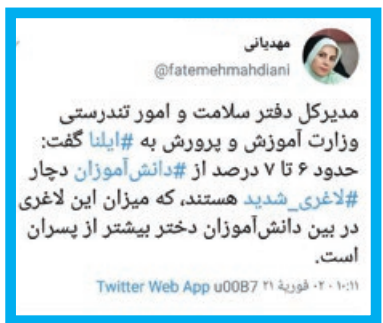 مهدیانی
@fatemehmahdiani
مدیرکل دفتر سلامت و امور تندرستی
وزارت آموزش و پرورش به #ایلنا گفت:
حدود ۶ تا ۷ درصد از #دانش‌آموزان دچار
#لاغری_شدید هستند، که میزان این لاغری
در بین دانش‌آموزان دختر بیشتر از پسران
است.
۱۰:۱۱ - ۲۰ فوریهٔ ۲۱ u00B7 Twitter Web App